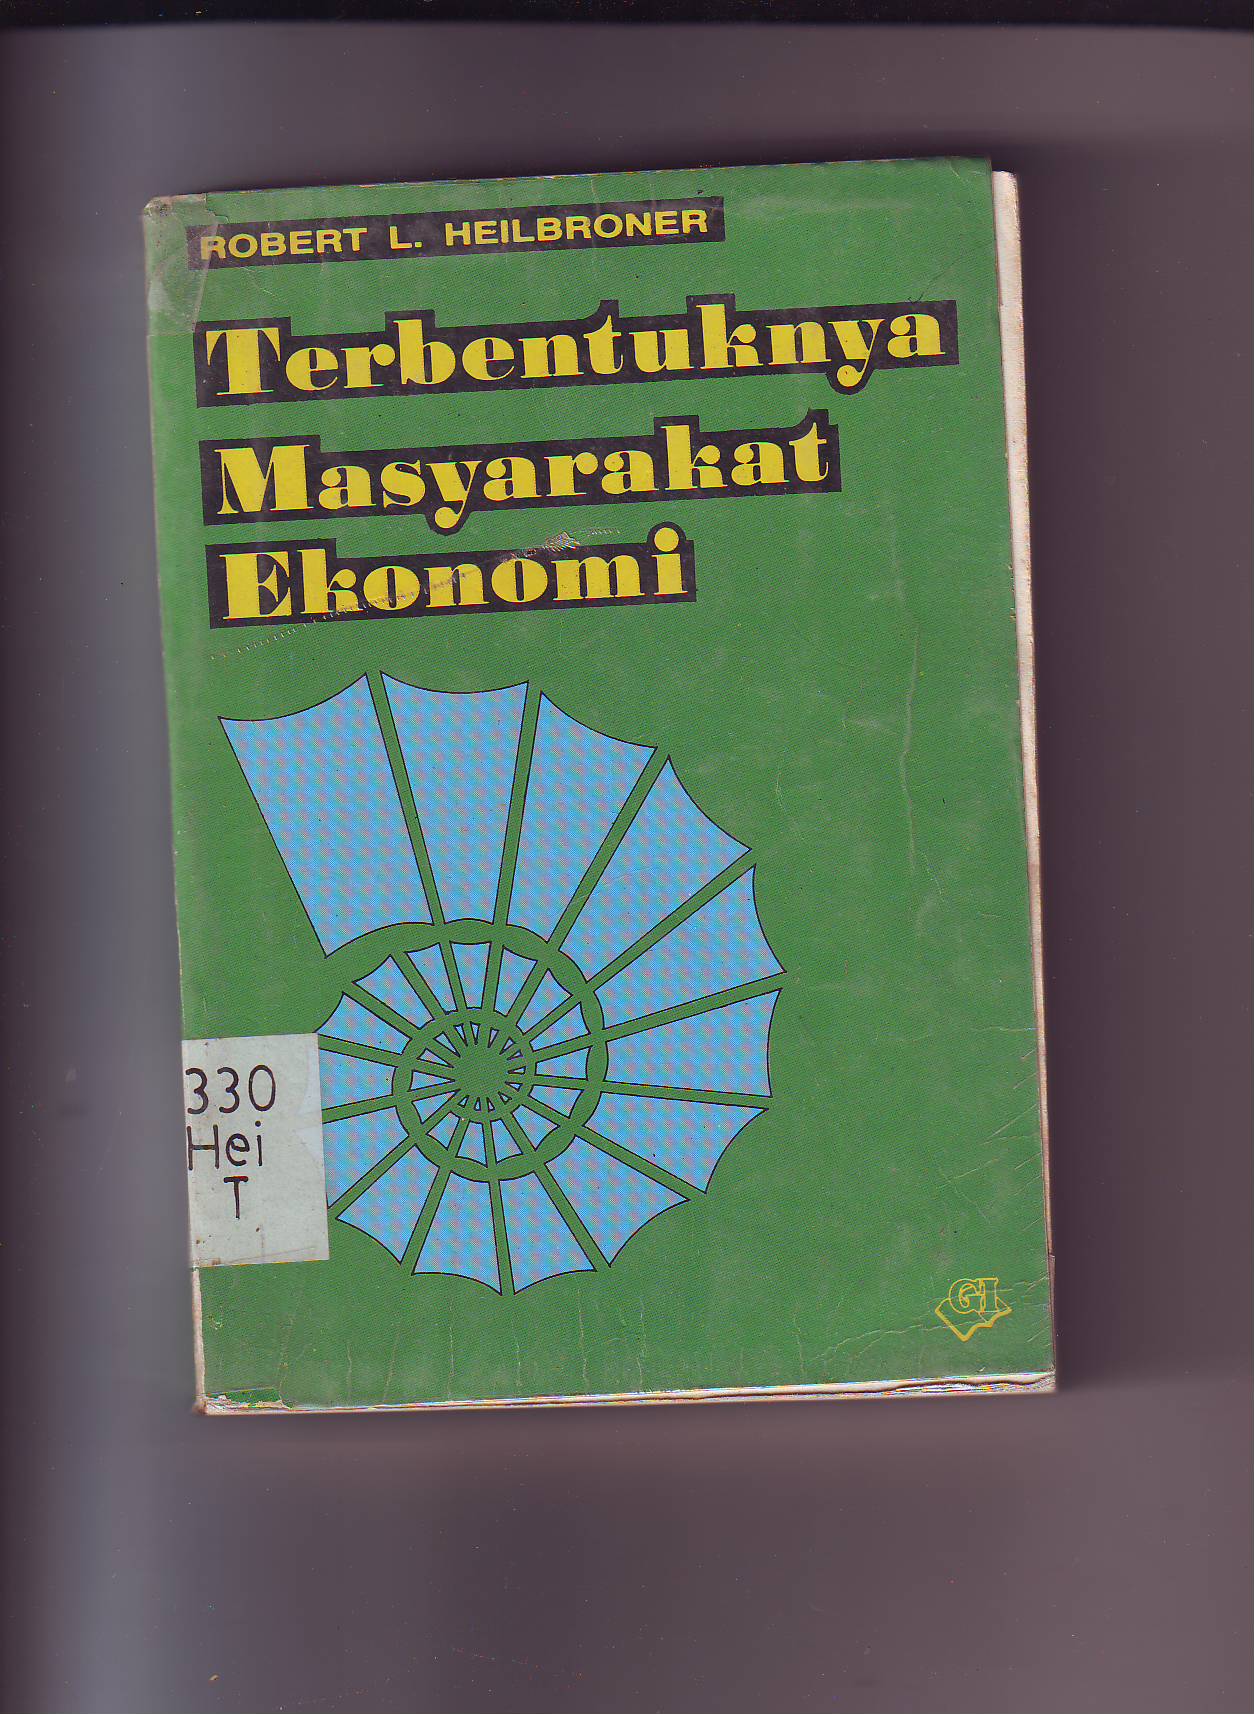 ROBERT L. HEILBRONER
Terbentuknya
Masyarakat
Ekonomi
330
Hei
T
GI